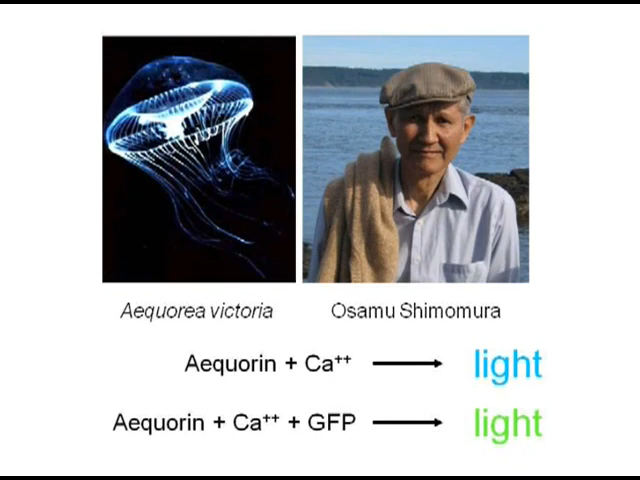 Aequorea victoria
Osamu Shimomura
Aequorin + Ca⁺⁺ ⟶ light
Aequorin + Ca⁺⁺ + GFP ⟶ light